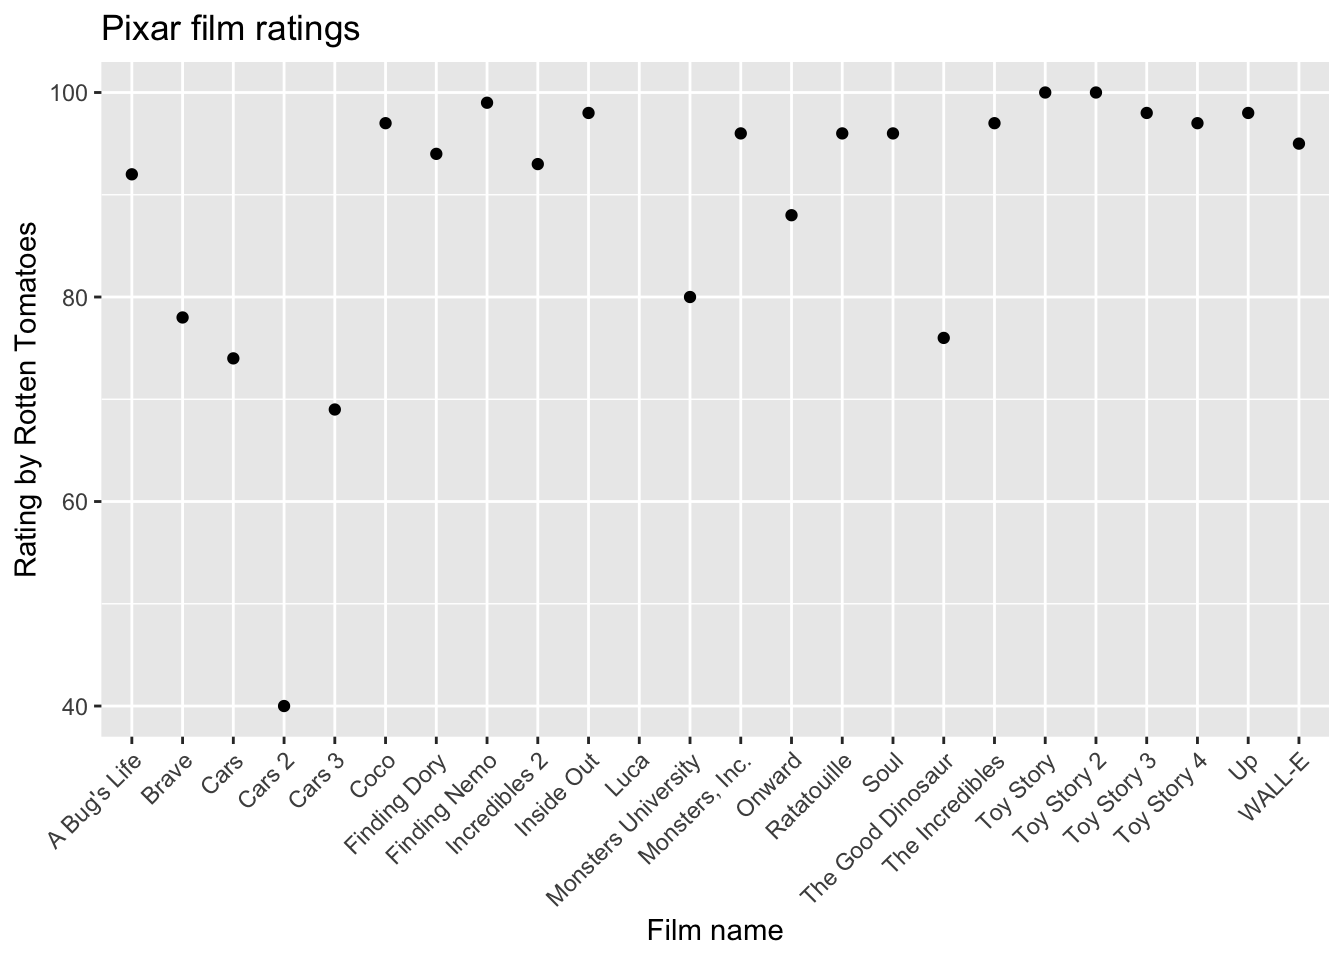 Pixar film ratings
Rating by Rotten Tomatoes
100
80
60
40
A Bug's Life
Brave
Cars
Cars 2
Cars 3
Coco
Finding Dory
Finding Nemo
Incredibles 2
Inside Out
Luca
Monsters University
Monsters, Inc.
Onward
Ratatouille
Soul
The Good Dinosaur
The Incredibles
Toy Story
Toy Story 2
Toy Story 3
Toy Story 4
Up
WALL-E
Film name